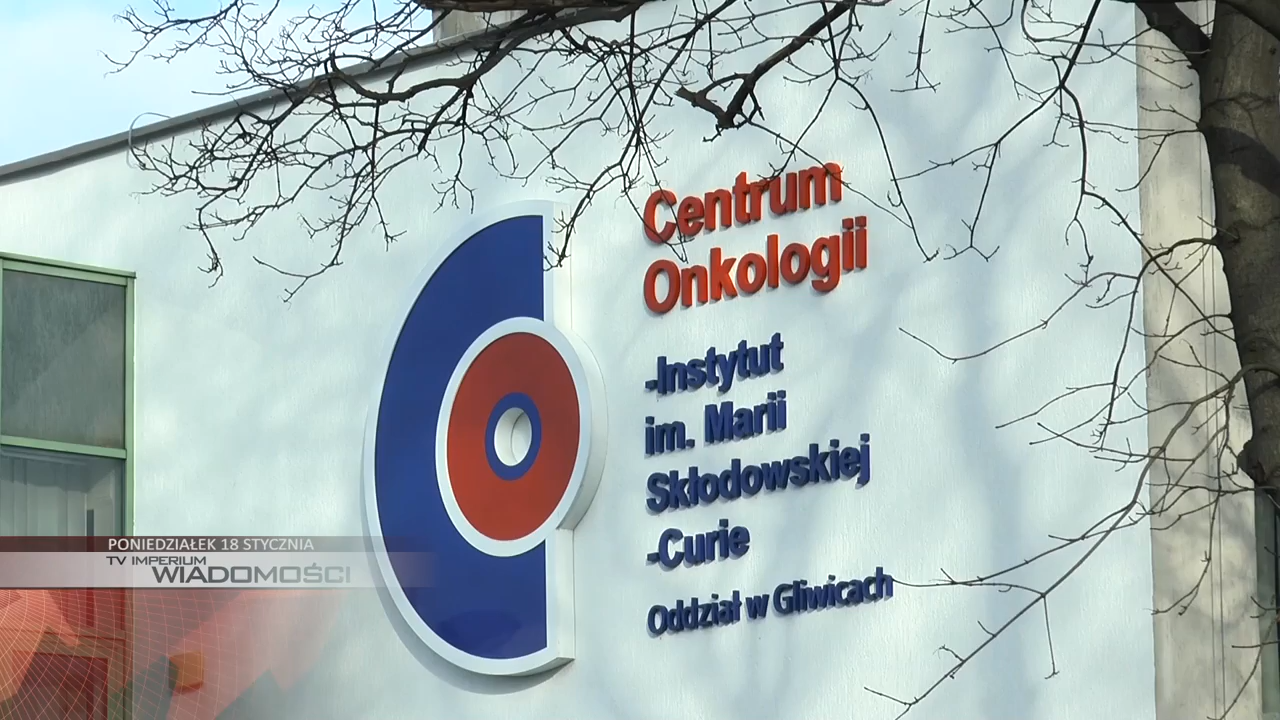 Centrum
Onkologii
-Instytut
im. Marii
Skłodowskiej
-Curie
Oddział w Gliwicach
PONIEDZIAŁEK 18 STYCZNIA
TV IMPERIUM
WIADOMOŚCI